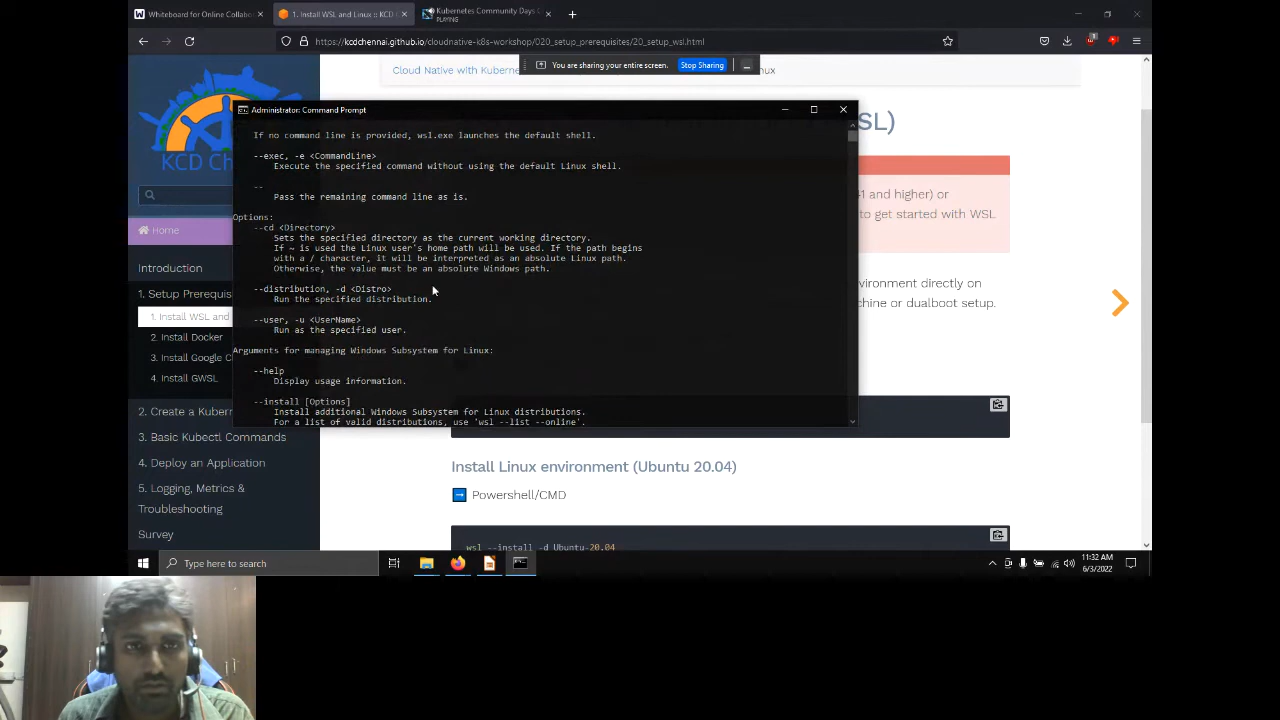 Whiteboard for Online Collabo
1. Install WSL and Linux :: KCD
Kubernetes Community Days C
PLAYING
https://kcdchennai.github.io/cloudnative-k8s-workshop/020_setup_prerequisites/20_setup_wsl.html
1
Cloud Native with Kuberne
You are sharing your entire screen.
Stop Sharing
nux
Administrator: Command Prompt
SL)
KCD Ch
Home
Introduction
1. Setup Prerequis
1. Install WSL and
2. Install Docker
3. Install Google C
4. Install GWSL
2. Create a Kubern
3. Basic Kubectl Commands
4. Deploy an Application
5. Logging, Metrics &
Troubleshooting
Survey
If no command line is provided, wsl.exe launches the default shell.
--exec, -e <CommandLine>
Execute the specified command without using the default Linux shell.
--
Pass the remaining command line as is.
Options:
--cd <Directory>
Sets the specified directory as the current working directory.
If ~ is used the Linux user's home path will be used. If the path begins
with a / character, it will be interpreted as an absolute Linux path.
Otherwise, the value must be an absolute Windows path.
--distribution, -d <Distro>
Run the specified distribution.
--user, -u <UserName>
Run as the specified user.
Arguments for managing Windows Subsystem for Linux:
--help
Display usage information.
--install [Options]
Install additional Windows Subsystem for Linux distributions.
For a list of valid distributions, use 'wsl --list --online'.
41 and higher) or
to get started with WSL
environment directly on
chine or dualboot setup.
Install Linux environment (Ubuntu 20.04)
Powershell/CMD
wsl --install -d Ubuntu-20.04
Type here to search
11:32 AM
6/3/2022